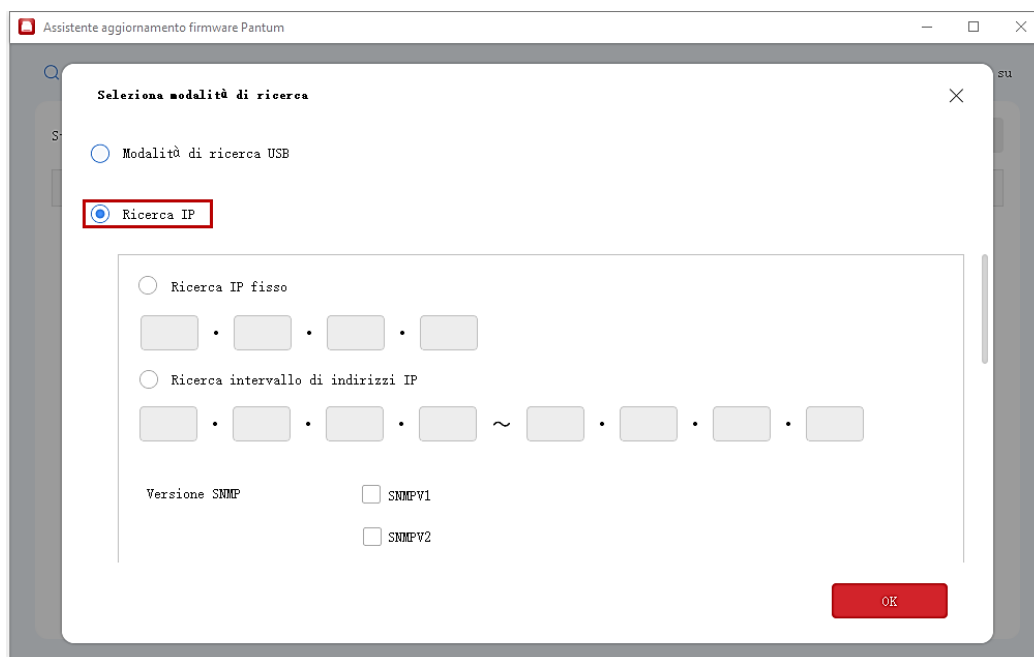 Assistente aggiornamento firmware Pantum
su
Seleziona modalità di ricerca
Modalità di ricerca USB
Ricerca IP
Ricerca IP fisso
Ricerca intervallo di indirizzi IP
~
Versione SNMP
SNMPV1
SNMPV2
OK